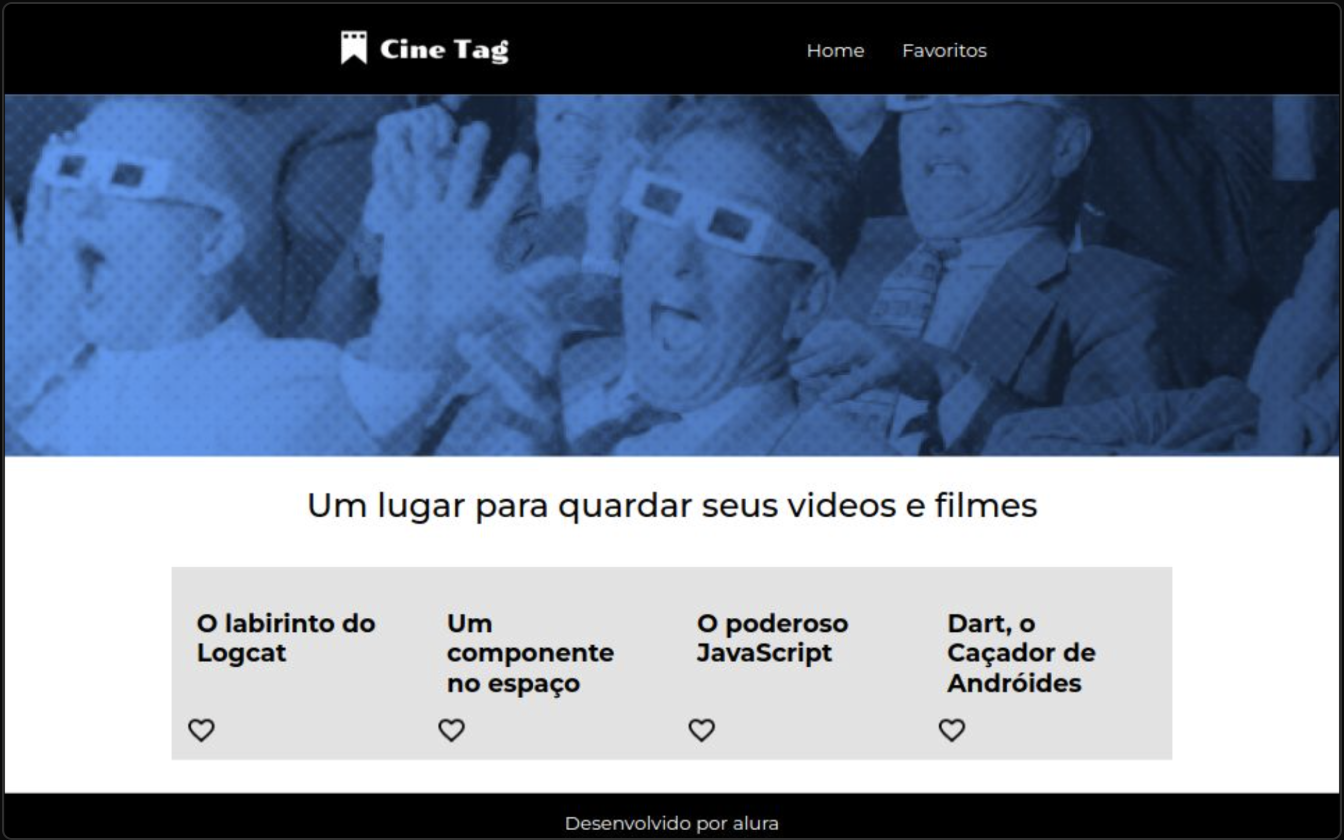 Cine Tag
Home
Favoritos
Um lugar para quardar seus videos e filmes
O labirinto do
Logcat
Um
componente
no espaço
O poderoso
JavaScript
Dart, o
Caçador de
Andróides
Desenvolvido por alura